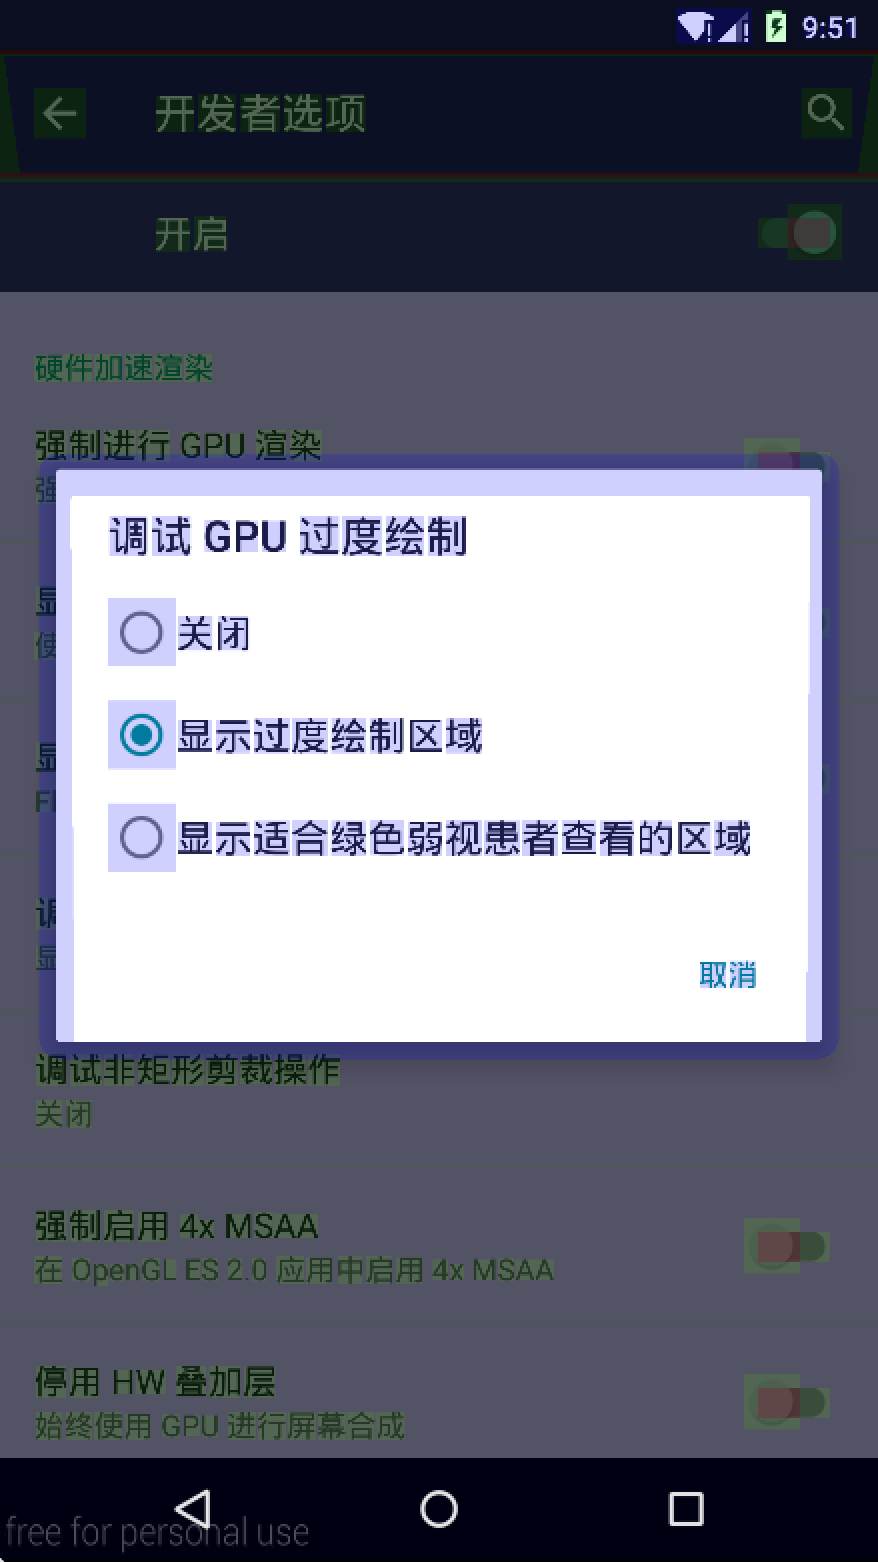 9:51
开发者选项
开启
硬件加速渲染
强制进行 GPU 渲染
强
调试 GPU 过度绘制
显
使
关闭
显示过度绘制区域
显
显示适合绿色弱视患者查看的区域
调
显
取消
调试非矩形剪裁操作
关闭
强制启用 4x MSAA
在 OpenGL ES 2.0 应用中启用 4x MSAA
停用 HW 叠加层
始终使用 GPU 进行屏幕合成
free for personal use